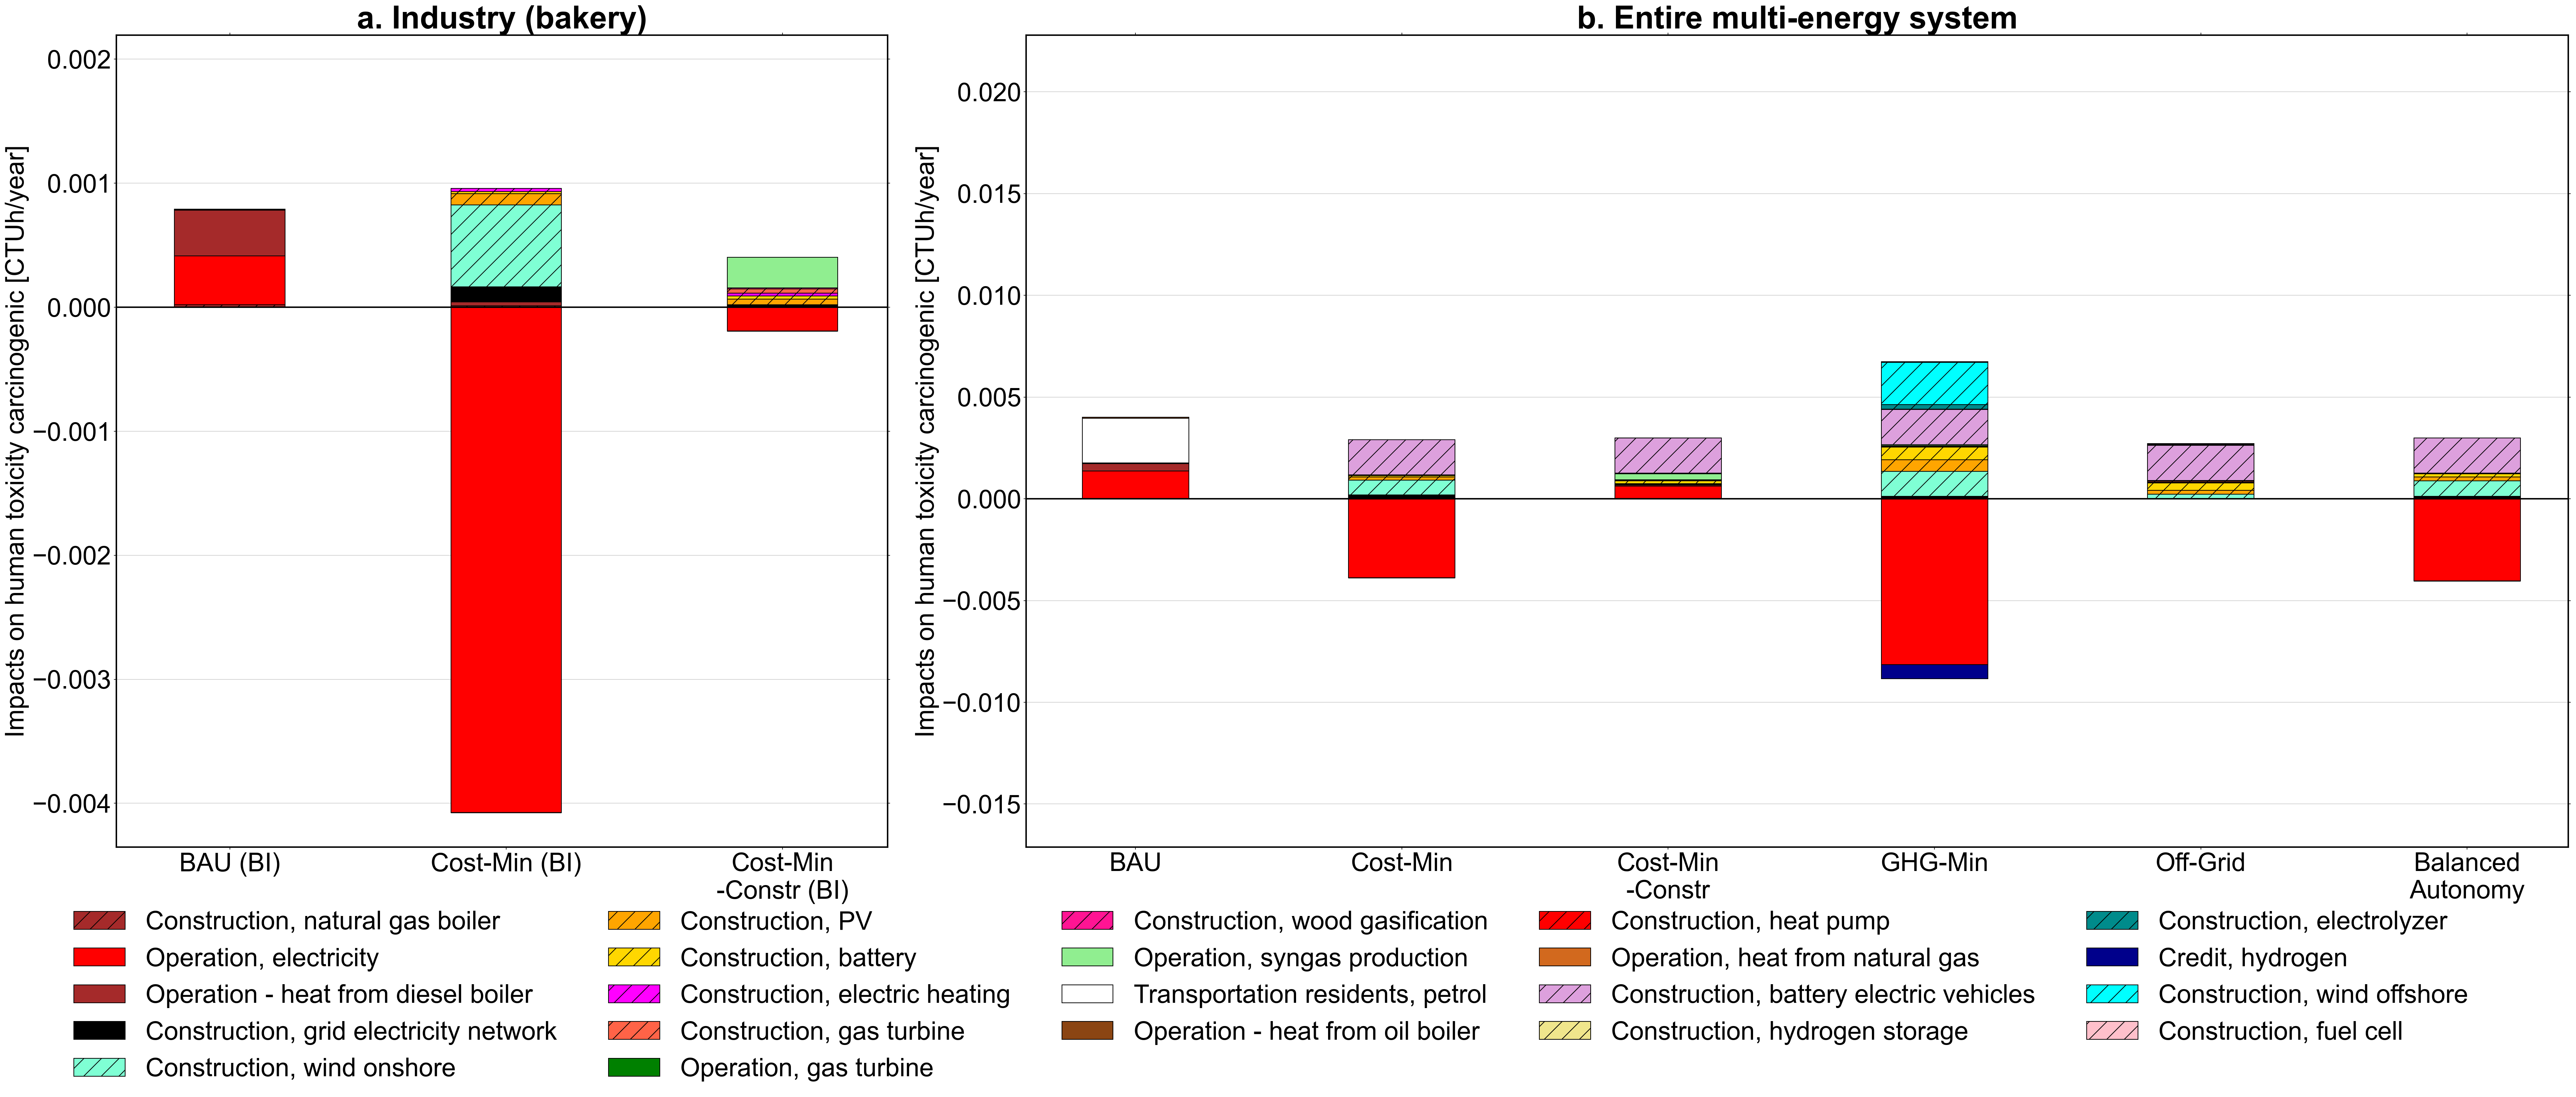 a. Industry (bakery)
b. Entire multi-energy system
Impacts on human toxicity carcinogenic [CTUh/year]
0.002
0.001
0.000
−0.001
−0.002
−0.003
−0.004
BAU (BI)
Cost-Min (BI)
Cost-Min
-Constr (BI)
Impacts on human toxicity carcinogenic [CTUh/year]
0.020
0.015
0.010
0.005
0.000
−0.005
−0.010
−0.015
BAU
Cost-Min
Cost-Min
-Constr
GHG-Min
Off-Grid
Balanced
Autonomy
Construction, natural gas boiler
Operation, electricity
Operation - heat from diesel boiler
Construction, grid electricity network
Construction, wind onshore
Construction, PV
Construction, battery
Construction, electric heating
Construction, gas turbine
Operation, gas turbine
Construction, wood gasification
Operation, syngas production
Transportation residents, petrol
Operation - heat from oil boiler
Construction, heat pump
Operation, heat from natural gas
Construction, battery electric vehicles
Construction, hydrogen storage
Construction, electrolyzer
Credit, hydrogen
Construction, wind offshore
Construction, fuel cell